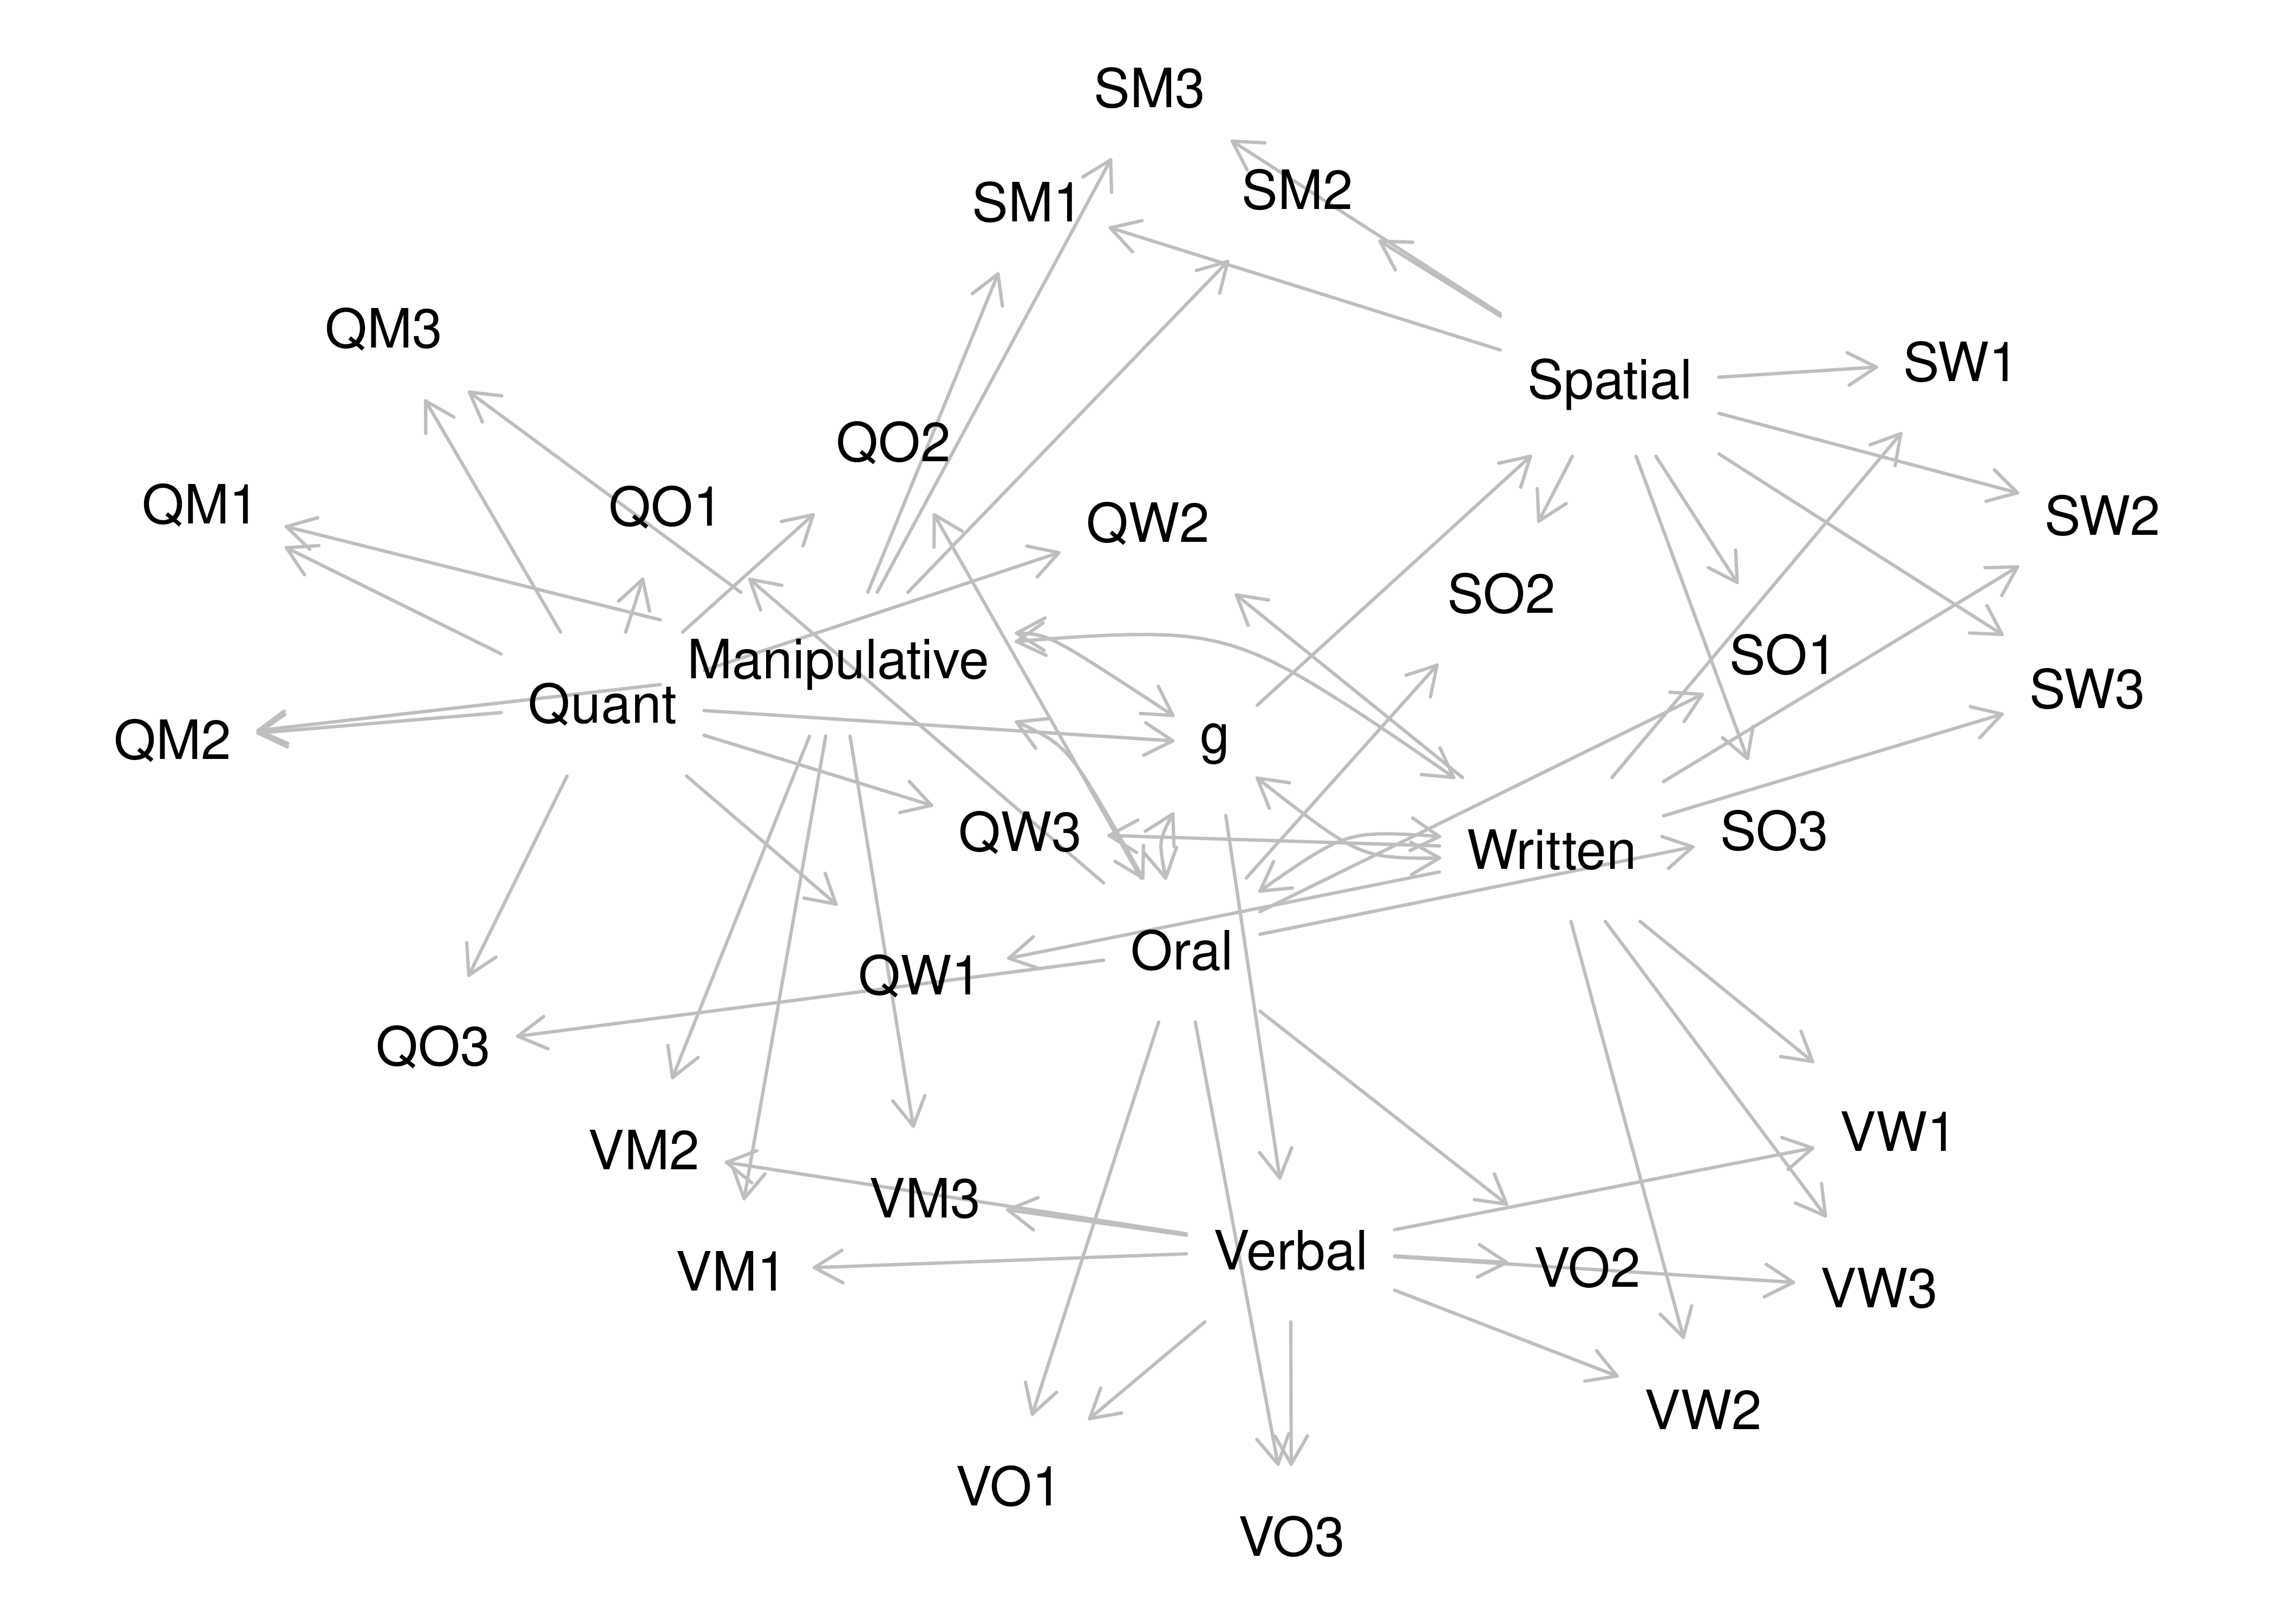 SM3
SM1
SM2
QM3
Spatial
SW1
QO2
QM1
QO1
QW2
SW2
SO2
SO1
Manipulative
SW3
Quant
QM2
g
QW3
Written
SO3
Oral
QW1
QO3
VW1
VM2
VM3
Verbal
VM1
VO2
VW3
VW2
VO1
VO3